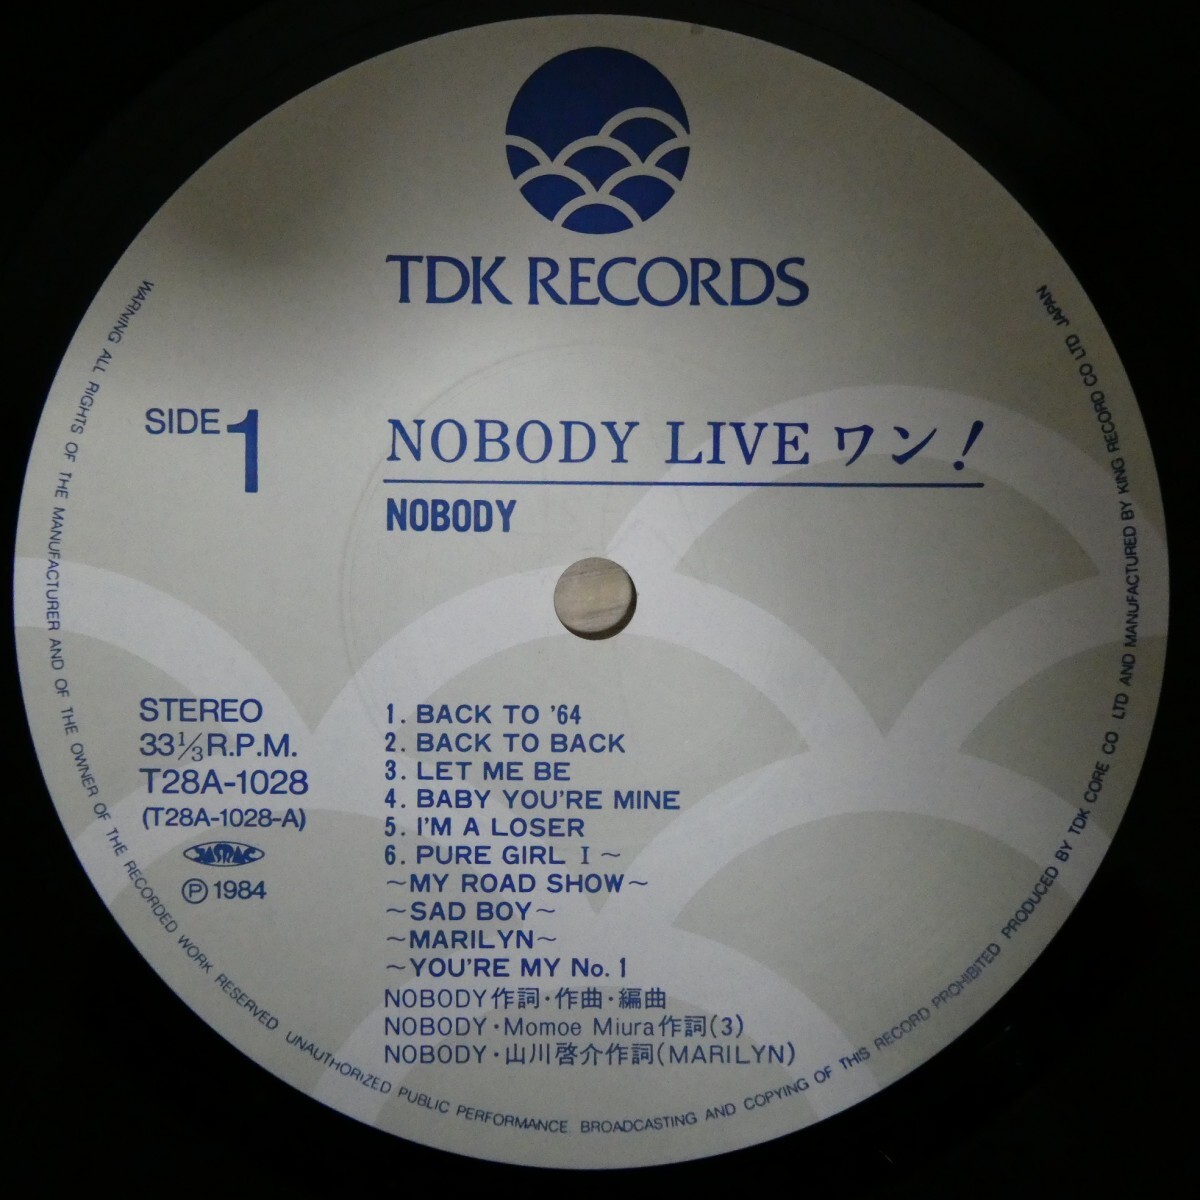 TDK RECORDS
SIDE 1
NOBODY LIVE ワン!
NOBODY
STEREO
33⅓ R.P.M.
T28A-1028
(T28A-1028-A)
JASRAC
Ⓟ 1984
1. BACK TO '64
2. BACK TO BACK
3. LET ME BE
4. BABY YOU'RE MINE
5. I'M A LOSER
6. PURE GIRL I～
～MY ROAD SHOW～
～SAD BOY～
～MARILYN～
～YOU'RE MY No. 1
NOBODY作詞・作曲・編曲
NOBODY・Momoe Miura作詞(3)
NOBODY・山川啓介作詞(MARILYN)
WARNING ALL RIGHTS OF THE MANUFACTURER AND OF THE OWNER OF THE RECORDED WORK RESERVED UNAUTHORIZED PUBLIC PERFORMANCE BROADCASTING AND COPYING OF THIS RECORD PROHIBITED PRODUCED BY TDK CORE CO LTD AND MANUFACTURED BY KING RECORD CO LTD JAPAN